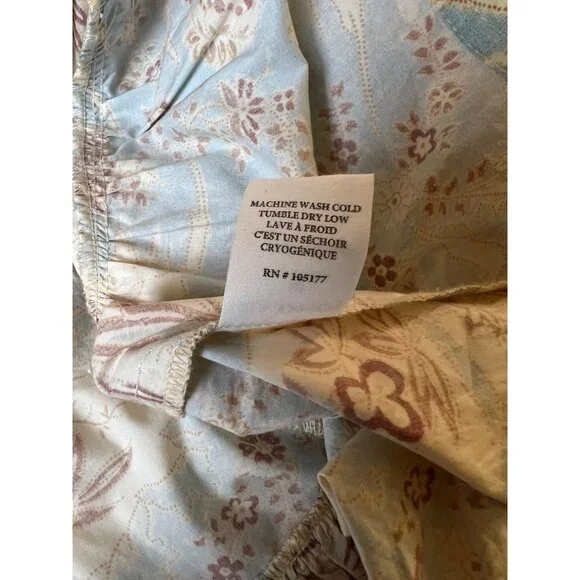 MACHINE WASH COLD
TUMBLE DRY LOW
LAVE À FROID
C'EST UN SÉCHOIR
CRYOGÉNIQUE
RN # 105177